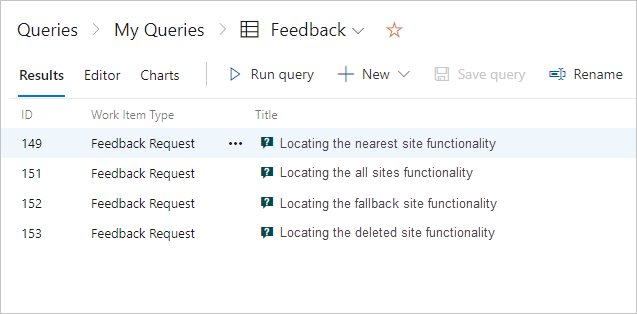 Queries My Queries Feedback
Results Editor Charts Run query New Save query Rename
ID Work Item Type Title
149 Feedback Request ••• Locating the nearest site functionality
151 Feedback Request Locating the all sites functionality
152 Feedback Request Locating the fallback site functionality
153 Feedback Request Locating the deleted site functionality